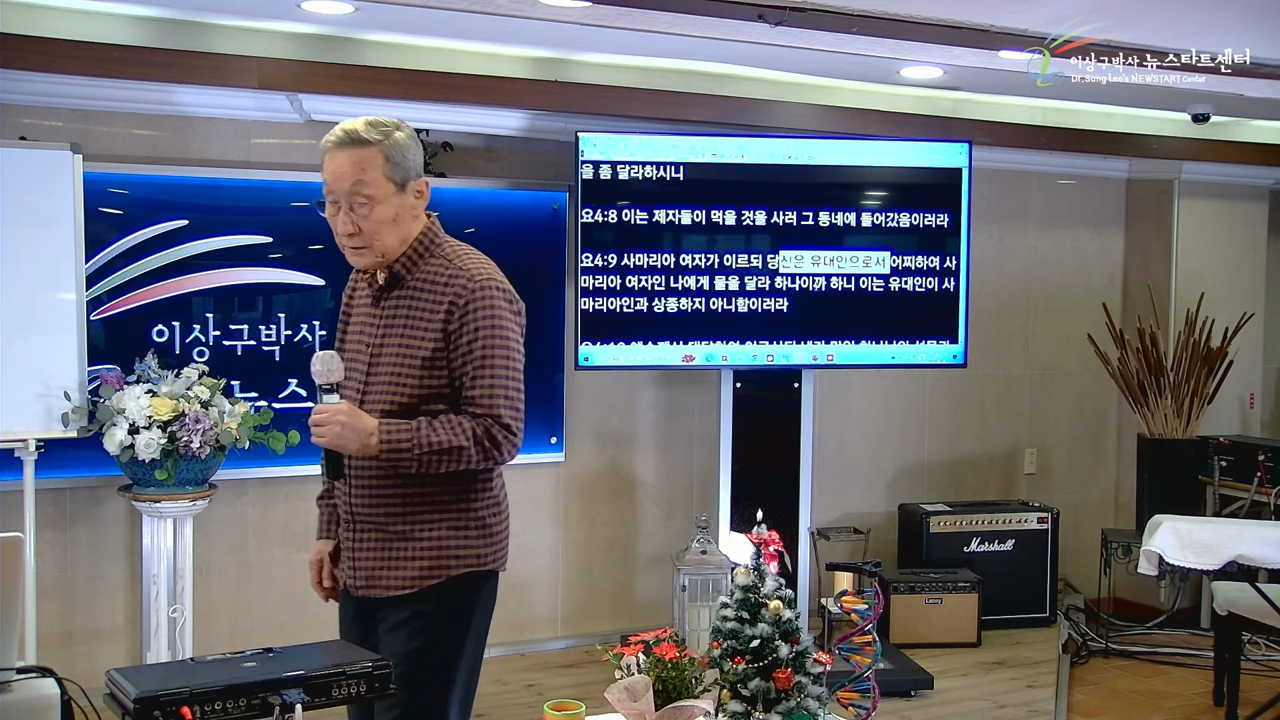 이상구박사 뉴스타트센터
Dr. Sang Lee's NEWSTART Center
을 좀 달라하시니
요4:8 이는 제자들이 먹을 것을 사러 그 동네에 들어갔음이러라
요4:9 사마리아 여자가 이르되 당신은 유대인으로서 어찌하여 사
마리아 여자인 나에게 물을 달라 하나이까 하니 이는 유대인이 사
마리아인과 상종하지 아니함이러라
이상구박사
뉴스
Marshall
Laney